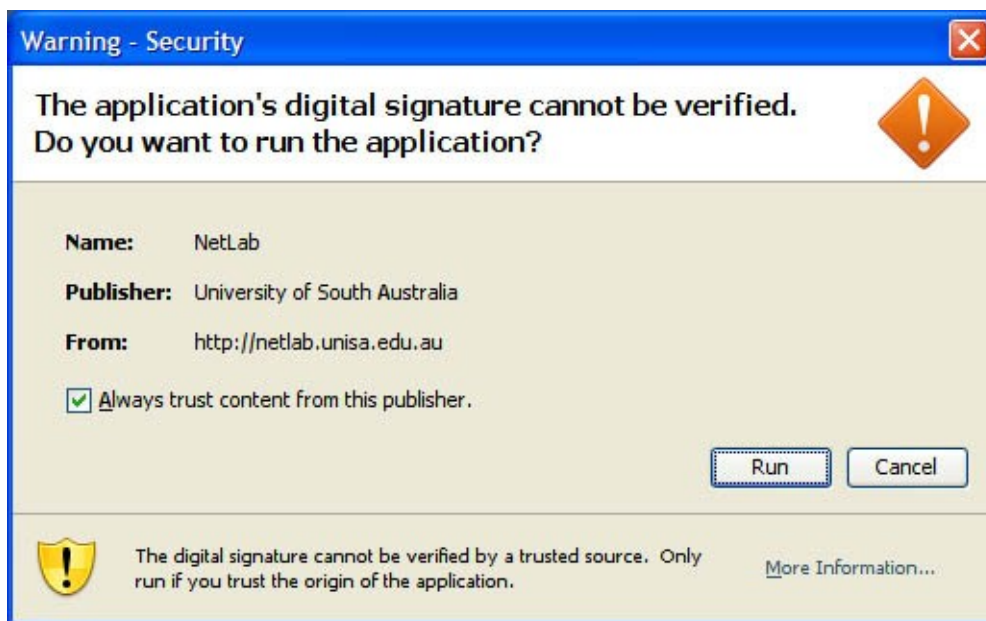 Warning - Security
The application's digital signature cannot be verified.
Do you want to run the application?
Name: NetLab
Publisher: University of South Australia
From: http://netlab.unisa.edu.au
Always trust content from this publisher.
Run Cancel
The digital signature cannot be verified by a trusted source. Only
run if you trust the origin of the application.
More Information...